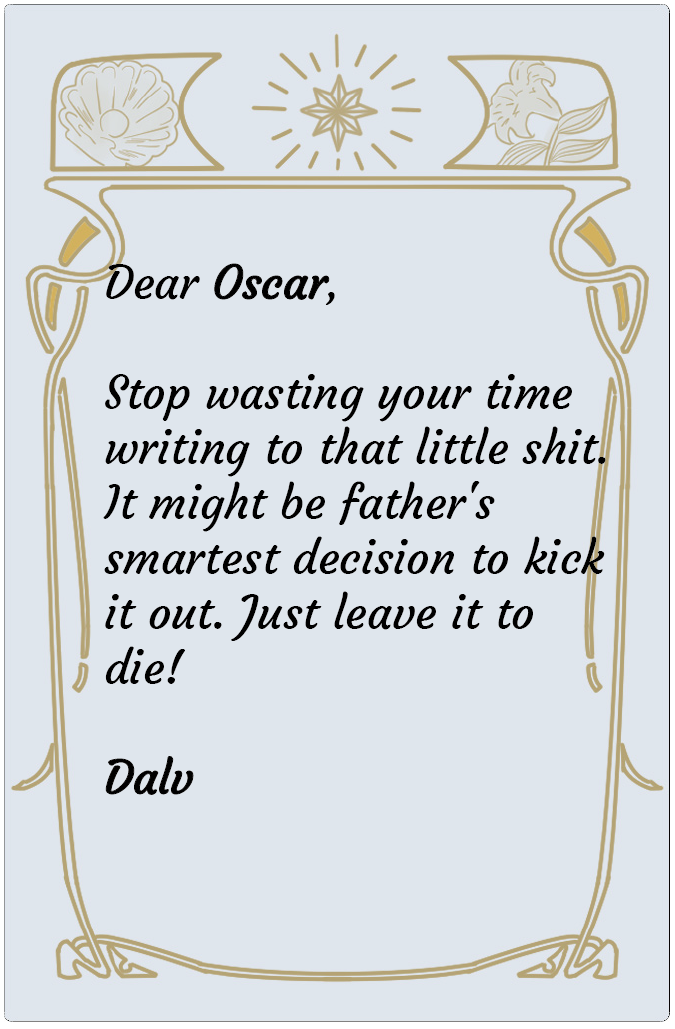 Dear Oscar,
Stop wasting your time
writing to that little shit.
It might be father's
smartest decision to kick
it out. Just leave it to
die!
Dalv